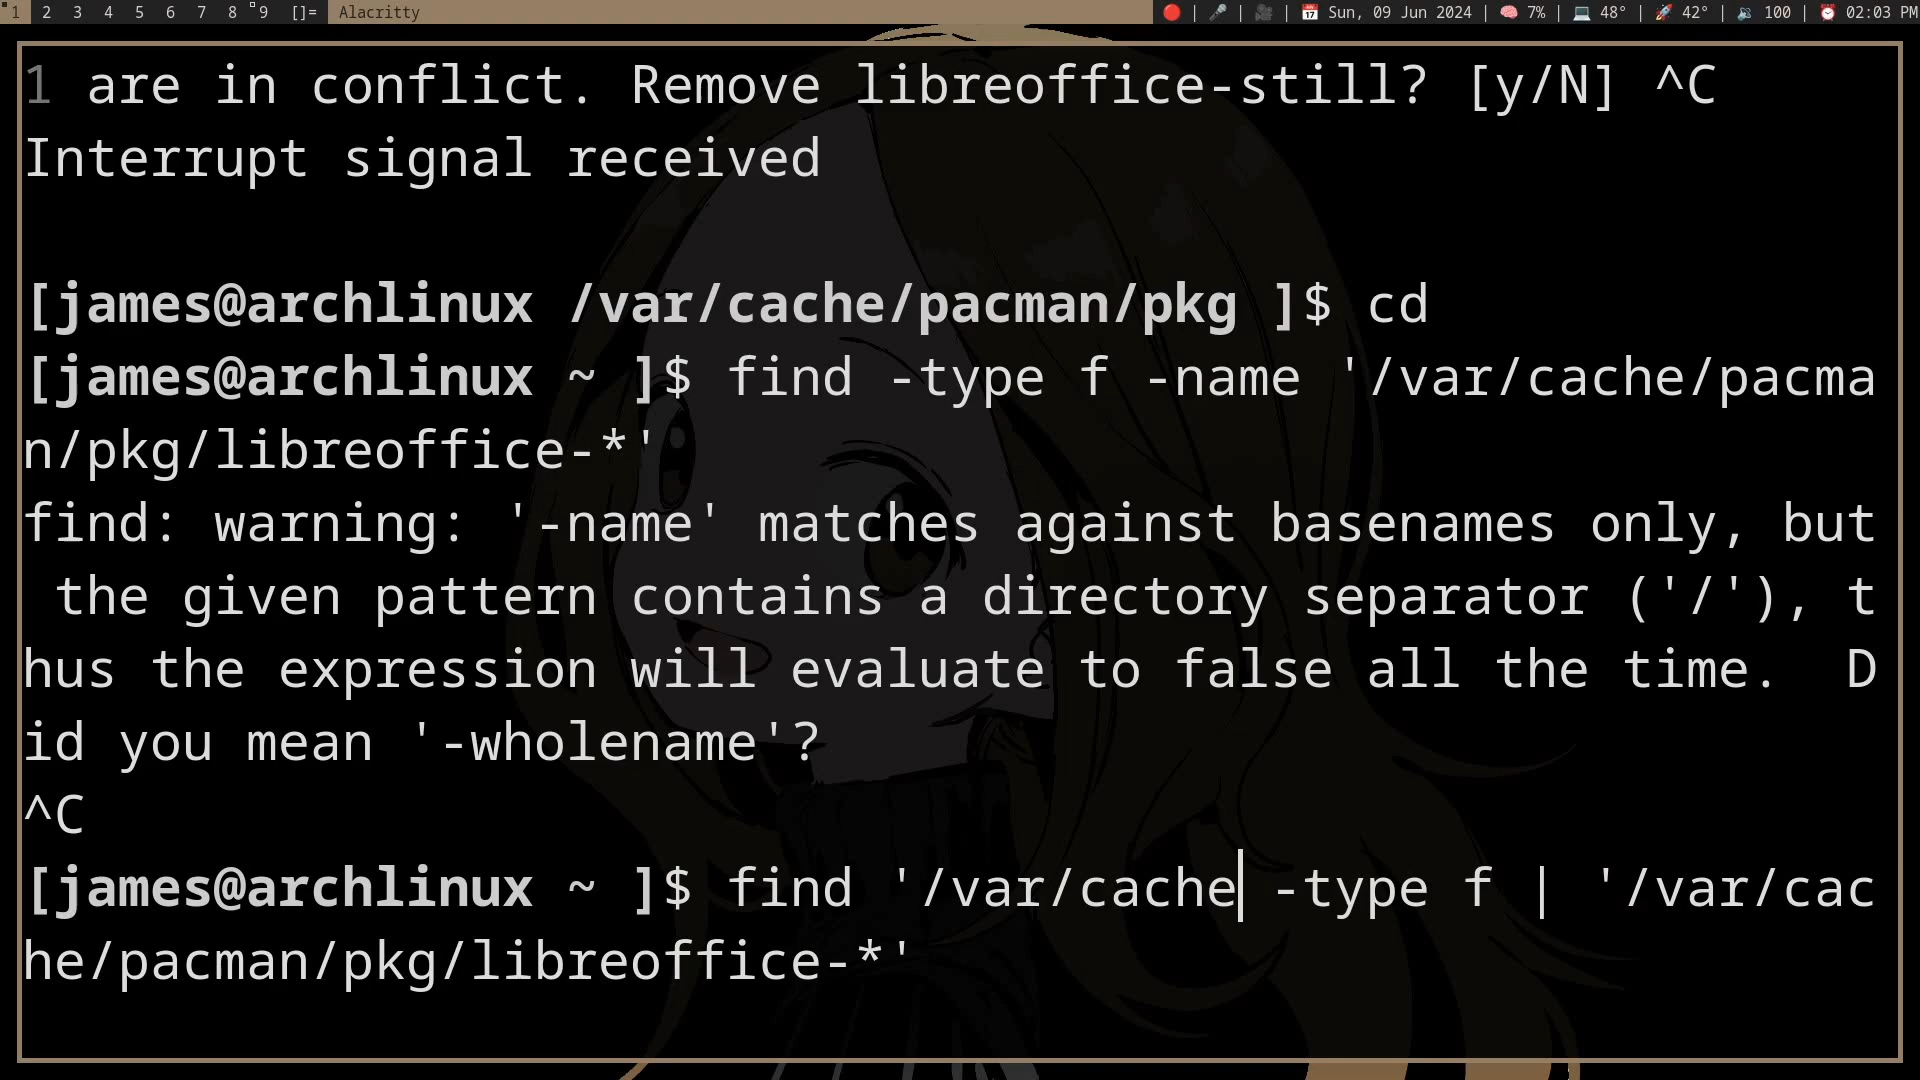 1 2 3 4 5 6 7 8 9 []= Alacritty | | | Sun, 09 Jun 2024 | 7% | 48° | 42° | 100 | 02:03 PM
1 are in conflict. Remove libreoffice-still? [y/N] ^C
Interrupt signal received
[james@archlinux /var/cache/pacman/pkg ]$ cd
[james@archlinux ~ ]$ find -type f -name '/var/cache/pacma
n/pkg/libreoffice-*'
find: warning: '-name' matches against basenames only, but
 the given pattern contains a directory separator ('/'), t
hus the expression will evaluate to false all the time.  D
id you mean '-wholename'?
^C
[james@archlinux ~ ]$ find '/var/cache -type f | '/var/cac
he/pacman/pkg/libreoffice-*'